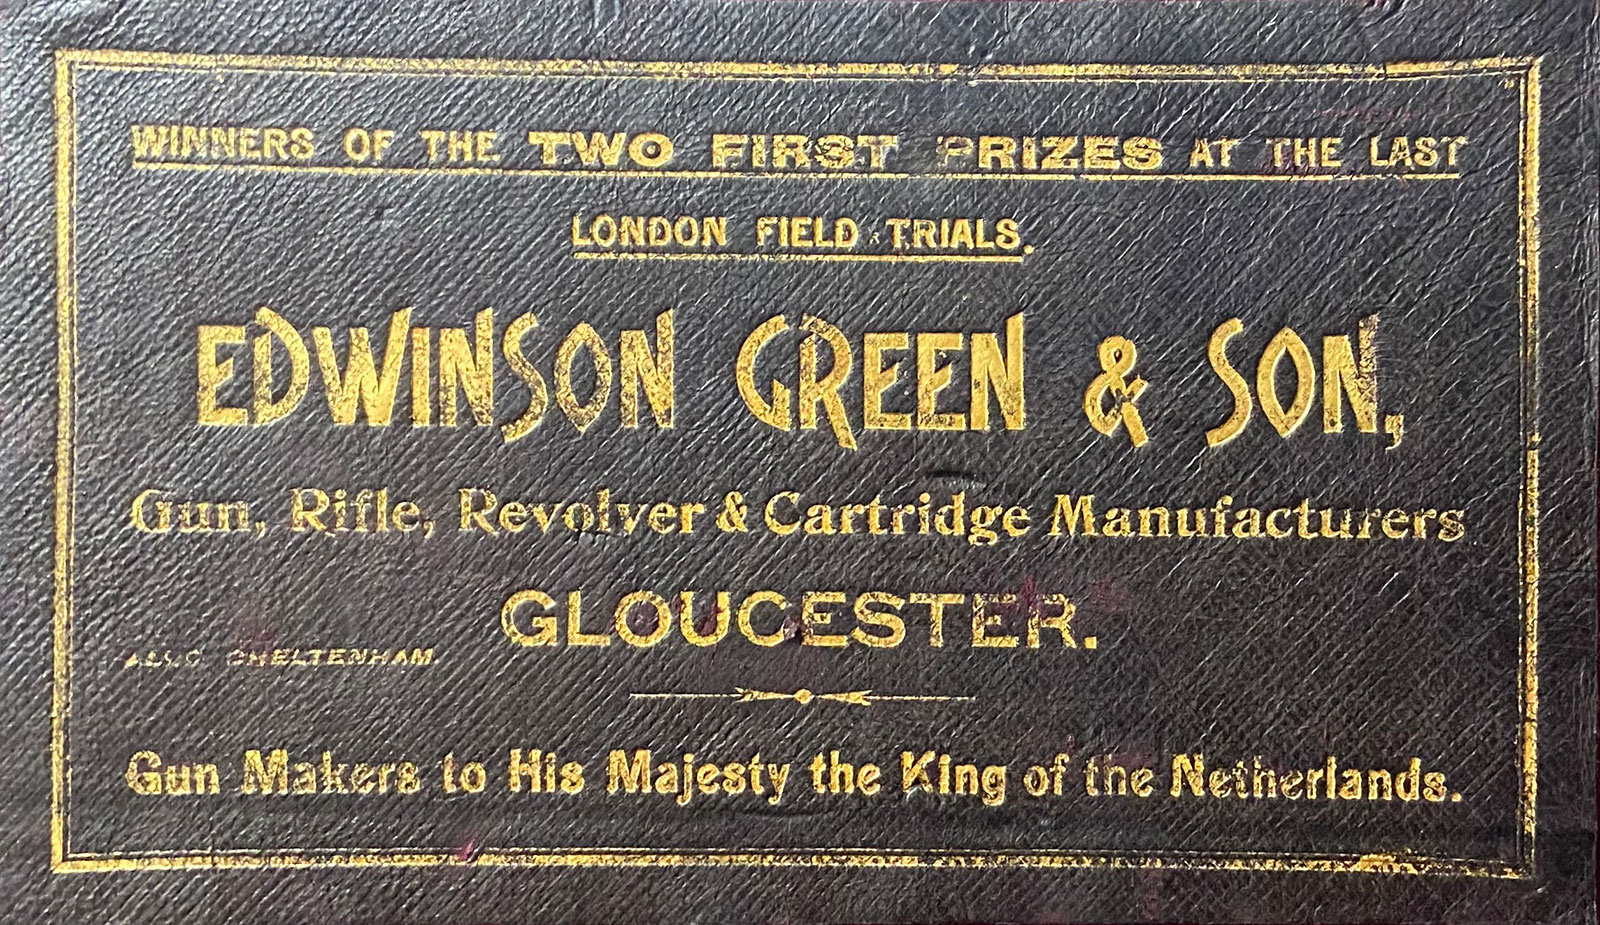 WINNERS OF THE TWO FIRST PRIZES AT THE LAST
LONDON FIELD TRIALS.
EDWINSON GREEN & SON,
Gun, Rifle, Revolver & Cartridge Manufacturers
GLOUCESTER.
ALSO CHELTENHAM.
Gun Makers to His Majesty the King of the Netherlands.